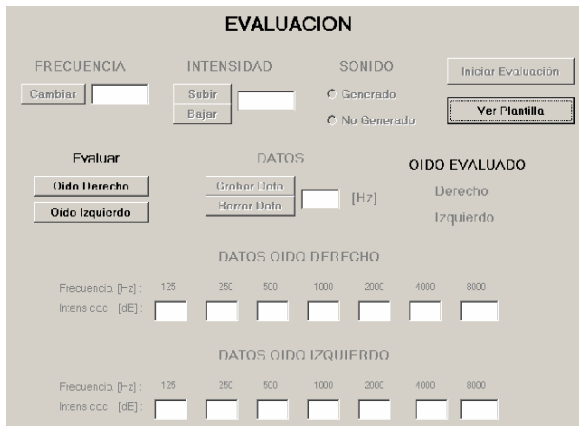 EVALUACION
FRECUENCIA INTENSIDAD SONIDO
Iniciar Evaluación
Cambiar Subir Generado
Bajar No Generado
Ver Plantilla
Evaluar DATOS OIDO EVALUADO
Oido Derecho Grabar Dato [Hz] Derecho
Oido Izquierdo Borrar Dato Izquierdo
DATOS OIDO DERECHO
Frecuencia [Hz] : 125 250 500 1000 2000 4000 8000
Intensidad [dB] :
DATOS OIDO IZQUIERDO
Frecuencia [Hz] : 125 250 500 1000 2000 4000 8000
Intensidad [dB] :